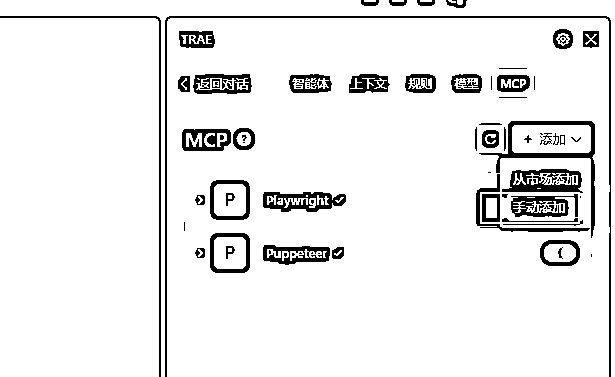 TRAE
返回对话 智能体 上下文 规则 模型 MCP
MCP ?
+ 添加
从市场添加
手动添加
P Playwright
P Puppeteer